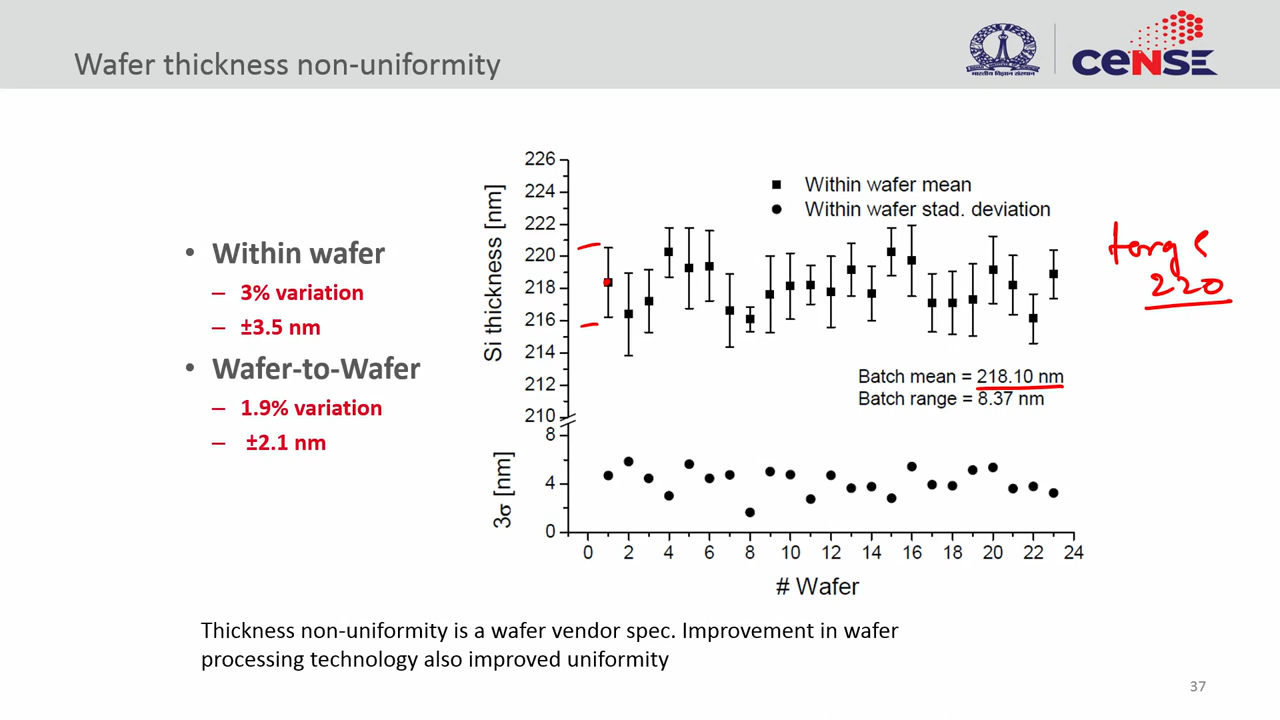 Wafer thickness non-uniformity
भारतीय विज्ञान संस्थान
CeNSE
• Within wafer
– 3% variation
– ±3.5 nm
• Wafer-to-Wafer
– 1.9% variation
– ±2.1 nm
226
224
222
220
218
216
214
212
210
8
4
0
Si thickness [nm]
3σ [nm]
Within wafer mean
Within wafer stad. deviation
Batch mean = 218.10 nm
Batch range = 8.37 nm
0 2 4 6 8 10 12 14 16 18 20 22 24
# Wafer
220
Thickness non-uniformity is a wafer vendor spec. Improvement in wafer
processing technology also improved uniformity
37